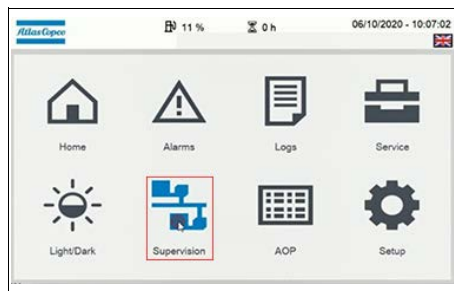 Atlas Copco
11 %
0 h
06/10/2020 - 10:07:02
Home
Alarms
Logs
Service
Light/Dark
Supervision
AOP
Setup